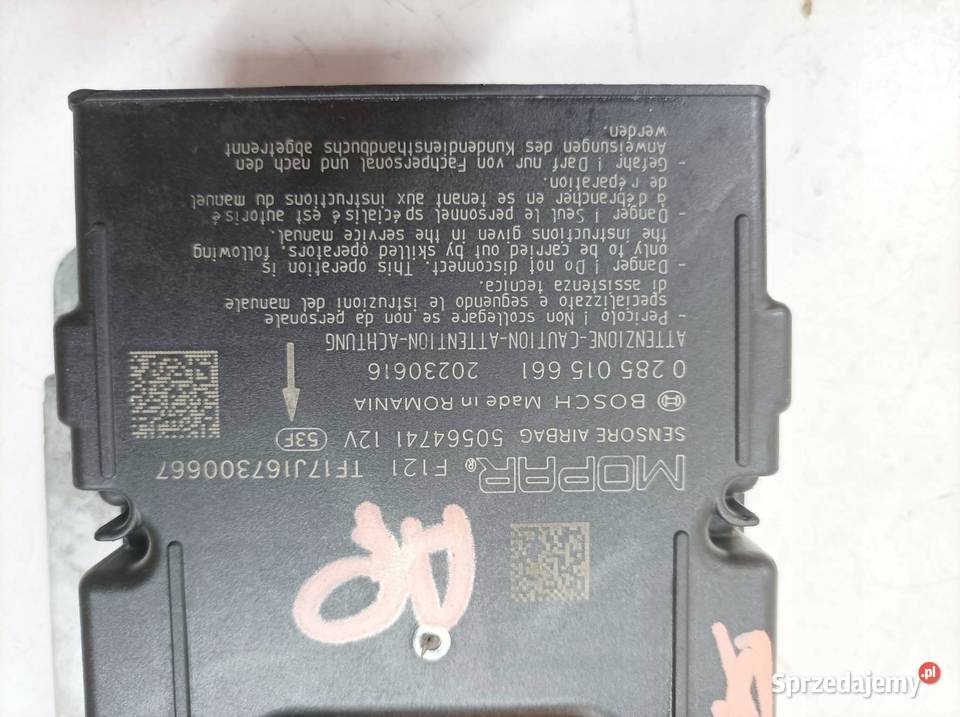 MOPAR® F121 TF17J167300667
SENSORE AIRBAG 50564741 12V 53F
BOSCH Made in ROMANIA
0 285 015 661 20230616
ATTENZIONE-CAUTION-ATTENTION-ACHTUNG
- Pericolo ! Non scollegare se non da personale
specializzato e seguendo le istruzioni del manuale
di assistenza tecnica.
- Danger ! Do not disconnect. This operation is
only to be carried out by skilled operators, following
the instructions given in the service manual.
- Danger ! Seul le personnel spécialisé est autorisé
à débrancher en se tenant aux instructions du manuel
de réparation.
- Gefahr ! Darf nur von Fachpersonal und nach den
Anweisungen des Kundendiensthandbuchs abgetrennt
werden.
Sprzedajemy.pl